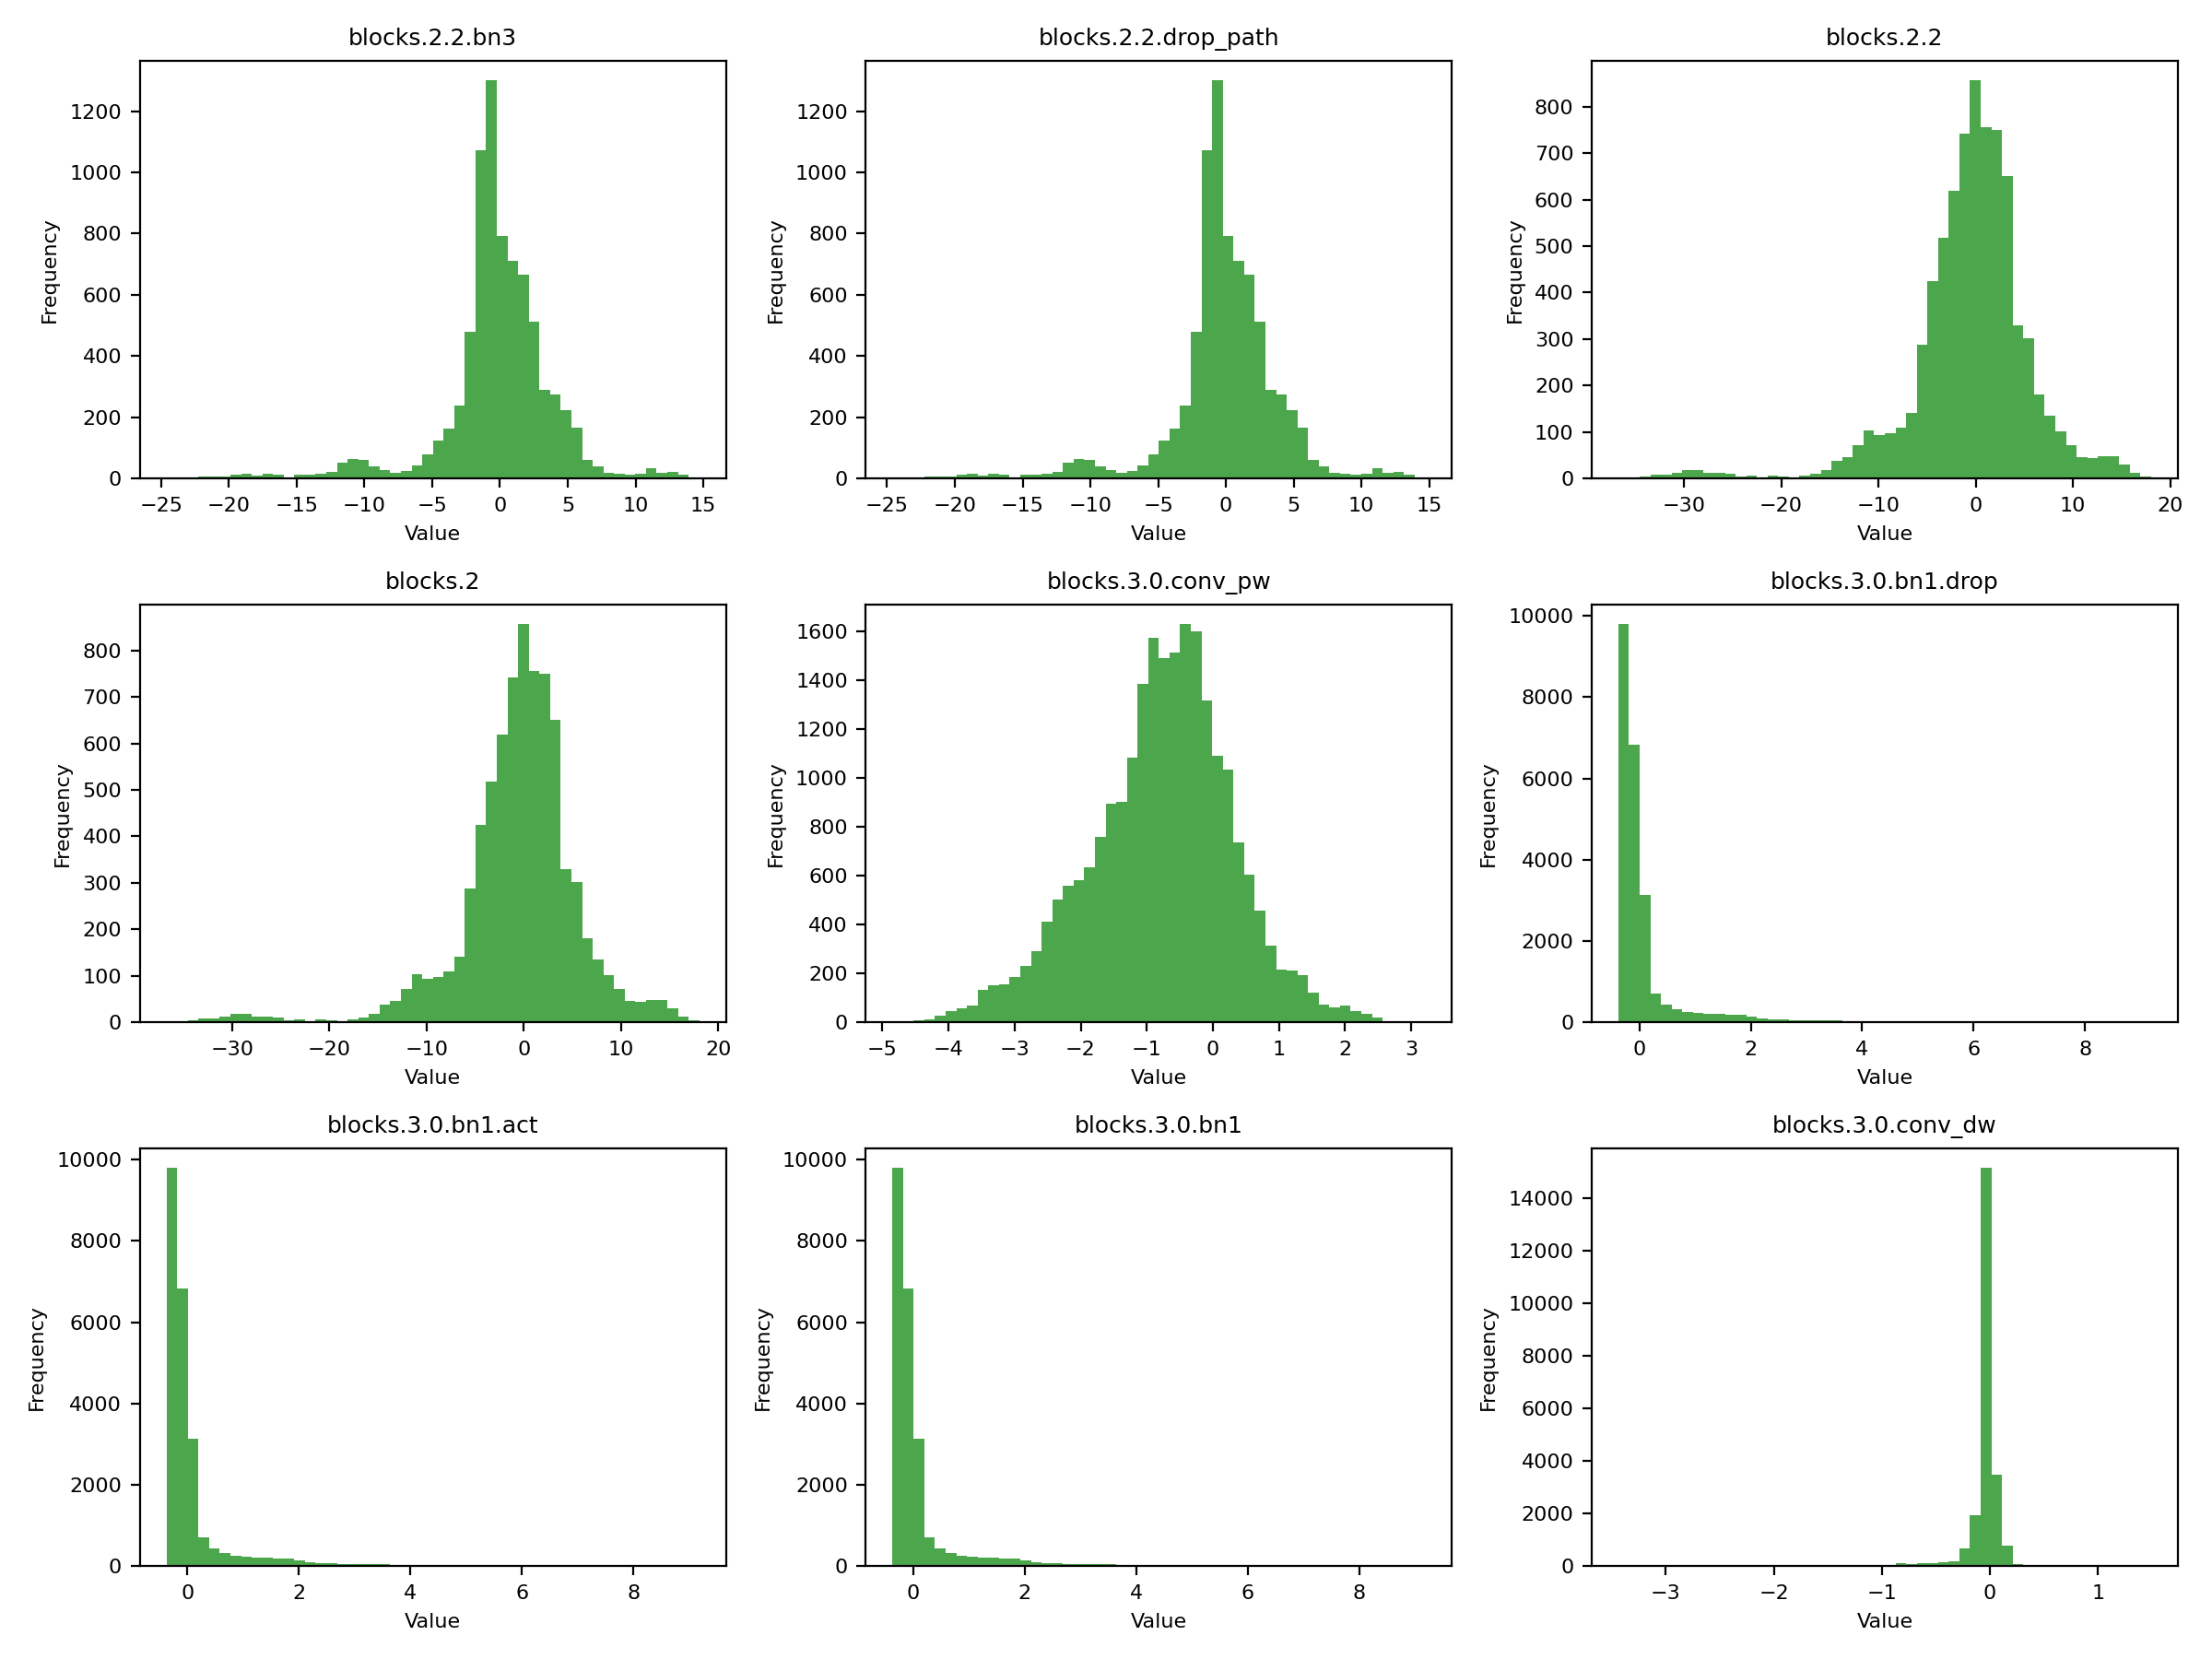 blocks.2.2.bn3
Frequency
0
200
400
600
800
1000
1200
−25 −20 −15 −10 −5 0 5 10 15
Value
blocks.2.2.drop_path
Frequency
0
200
400
600
800
1000
1200
−25 −20 −15 −10 −5 0 5 10 15
Value
blocks.2.2
Frequency
0
100
200
300
400
500
600
700
800
−30 −20 −10 0 10 20
Value
blocks.2
Frequency
0
100
200
300
400
500
600
700
800
−30 −20 −10 0 10 20
Value
blocks.3.0.conv_pw
Frequency
0
200
400
600
800
1000
1200
1400
1600
−5 −4 −3 −2 −1 0 1 2 3
Value
blocks.3.0.bn1.drop
Frequency
0
2000
4000
6000
8000
10000
0 2 4 6 8
Value
blocks.3.0.bn1.act
Frequency
0
2000
4000
6000
8000
10000
0 2 4 6 8
Value
blocks.3.0.bn1
Frequency
0
2000
4000
6000
8000
10000
0 2 4 6 8
Value
blocks.3.0.conv_dw
Frequency
0
2000
4000
6000
8000
10000
12000
14000
−3 −2 −1 0 1
Value